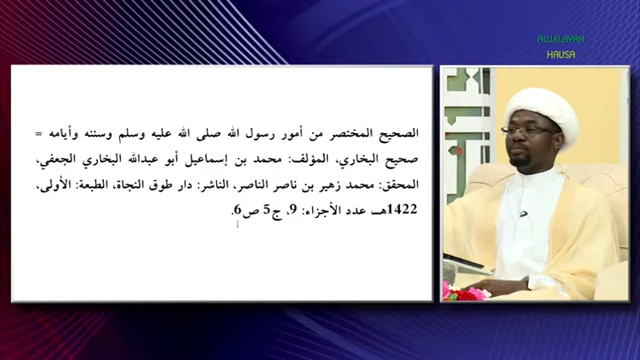 ALWILAYAH
HAUSA
الصحيح المختصر من أمور رسول الله صلى الله عليه وسلم وسننه وأيامه =
صحيح البخاري، المؤلف: محمد بن إسماعيل أبو عبدالله البخاري الجعفي،
المحقق: محمد زهير بن ناصر الناصر، الناشر: دار طوق النجاة، الطبعة: الأولى،
1422هـ، عدد الأجزاء: 9، ج5 ص6.